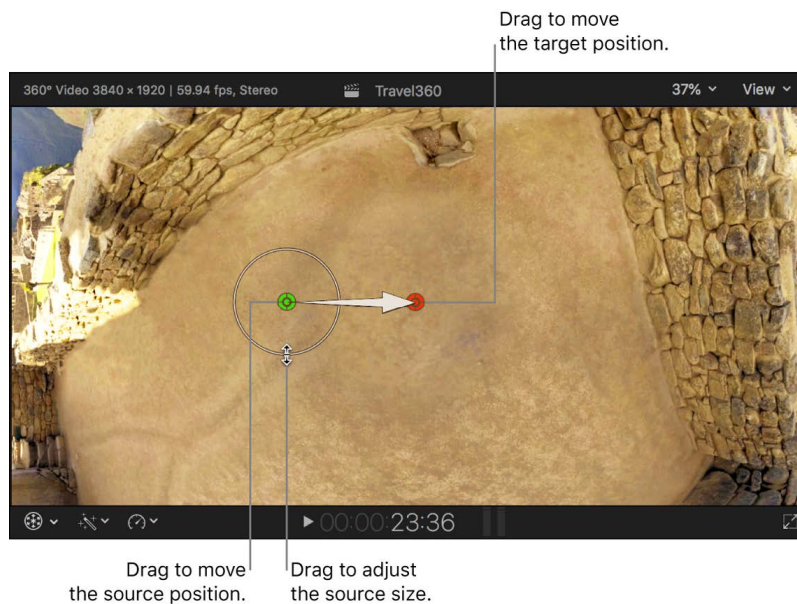 Drag to move
the target position.
360° Video 3840 × 1920 | 59.94 fps, Stereo
Travel360
37%
View
00:00:23:36
Drag to move
the source position.
Drag to adjust
the source size.